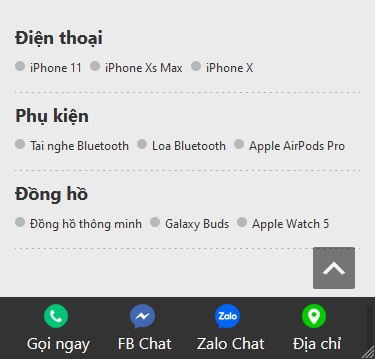 Điện thoại
iPhone 11 iPhone Xs Max iPhone X
Phụ kiện
Tai nghe Bluetooth Loa Bluetooth Apple AirPods Pro
Đồng hồ
Đồng hồ thông minh Galaxy Buds Apple Watch 5
Zalo
Gọi ngay FB Chat Zalo Chat Địa chỉ